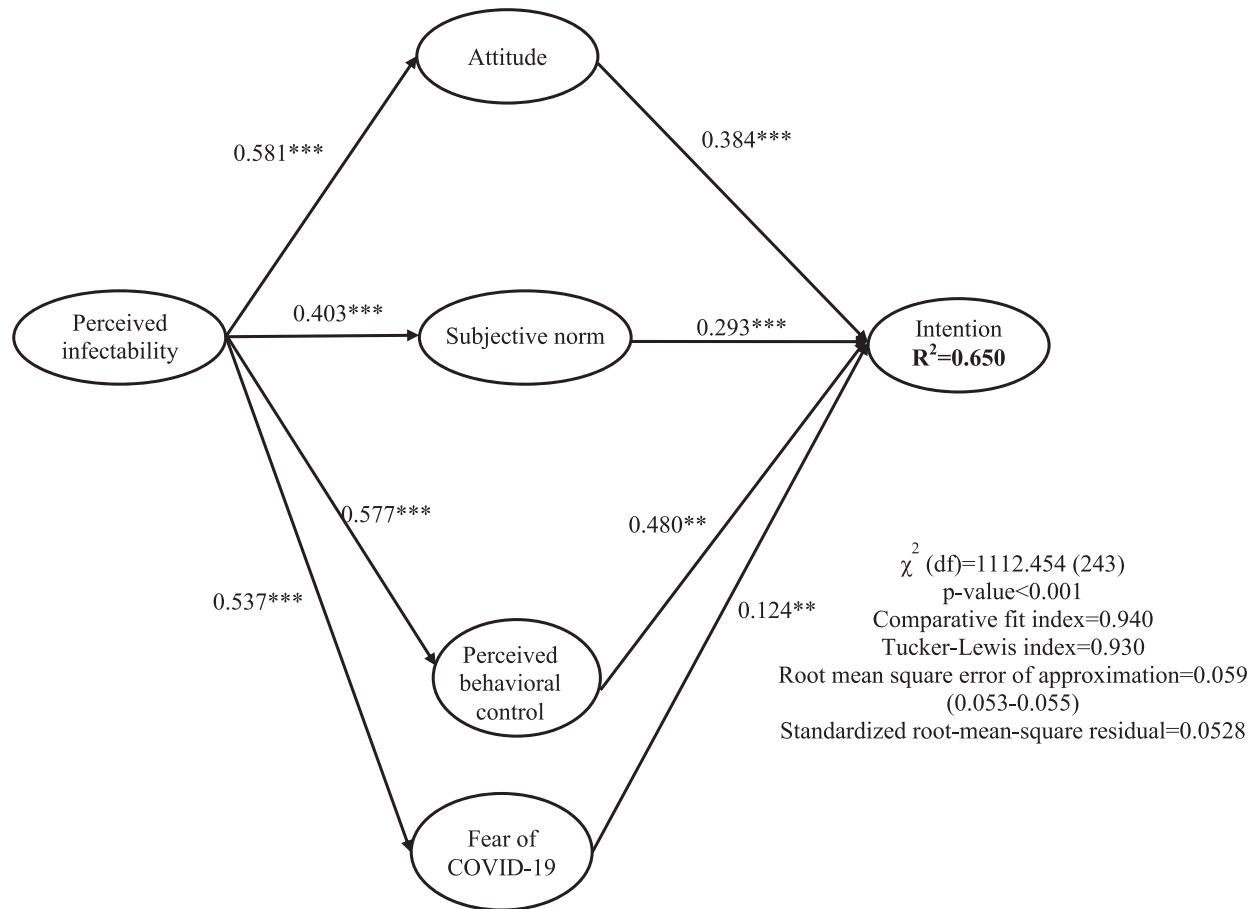 Attitude
0.581***
0.384***
Perceived
infectability
0.403***
Subjective norm
0.293***
Intention
R²=0.650
0.577***
0.480**
0.537***
0.124**
Perceived
behavioral
control
Fear of
COVID-19
χ² (df)=1112.454 (243)
p-value<0.001
Comparative fit index=0.940
Tucker-Lewis index=0.930
Root mean square error of approximation=0.059
(0.053-0.055)
Standardized root-mean-square residual=0.0528